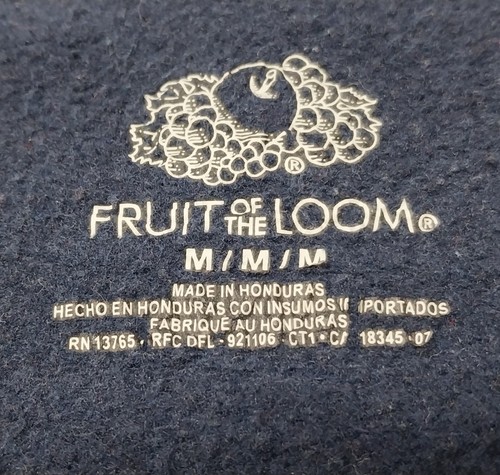 ®
FRUIT OF THE LOOM®
M/M/M
MADE IN HONDURAS
HECHO EN HONDURAS CON INSUMOS IMPORTADOS
FABRIQUÉ AU HONDURAS
RN 13765 · RFC DFL - 921106 CT1 · CA 18345 - 07